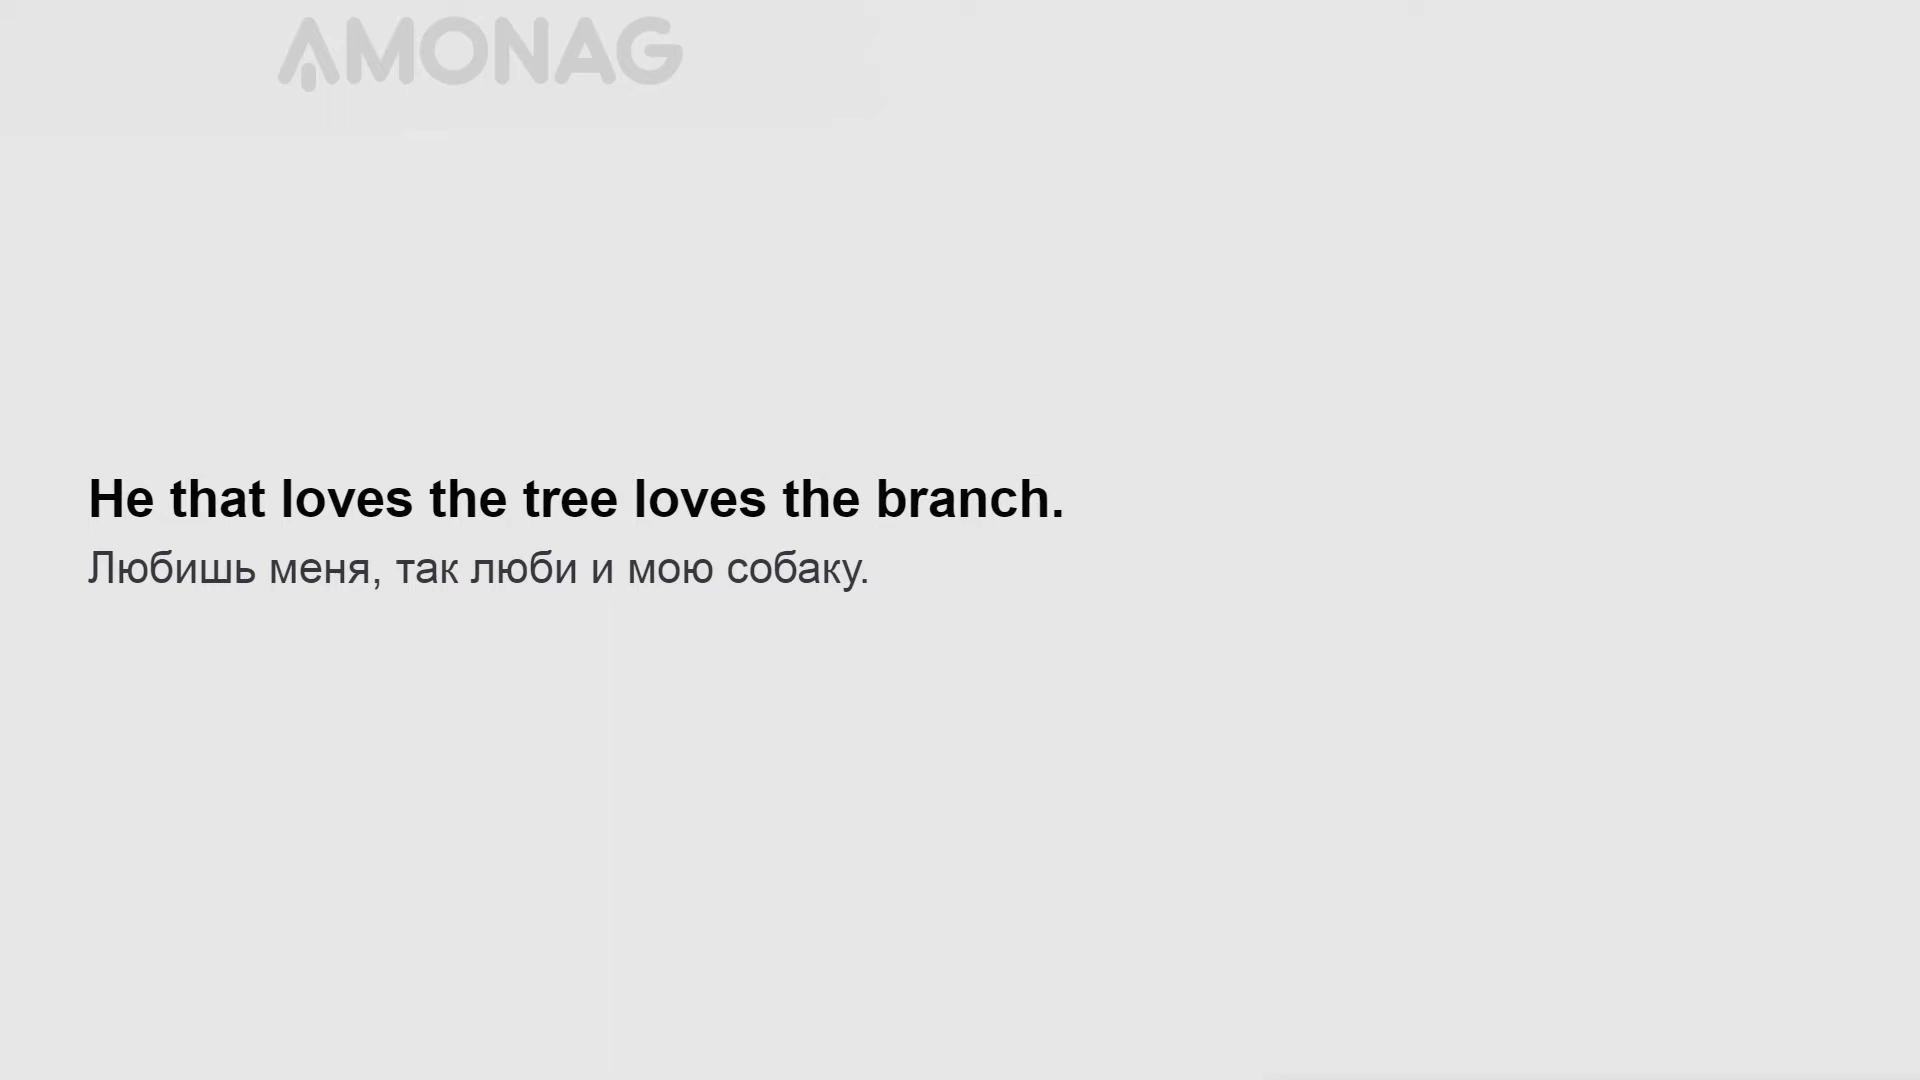 AMONAG
He that loves the tree loves the branch.
Любишь меня, так люби и мою собаку.